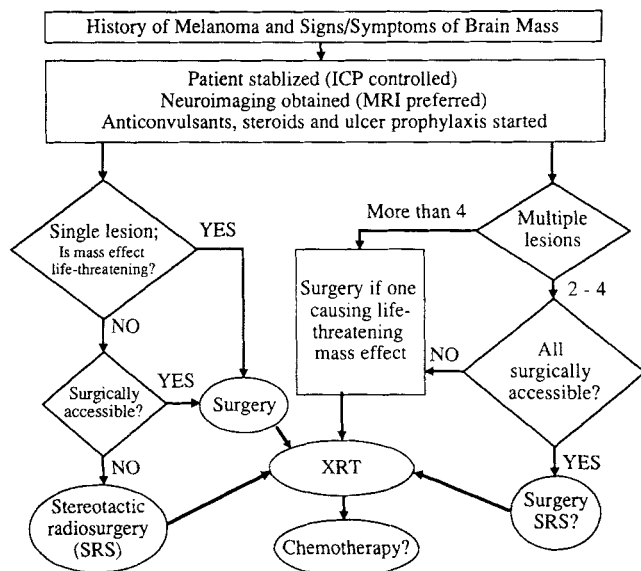 History of Melanoma and Signs/Symptoms of Brain Mass
Patient stablized (ICP controlled)
Neuroimaging obtained (MRI preferred)
Anticonvulsants, steroids and ulcer prophylaxis started
Single lesion;
Is mass effect
life-threatening?
YES
More than 4
Multiple
lesions
Surgery if one
causing life-
threatening
mass effect
2 - 4
NO
NO
All
surgically
accessible?
Surgically
accessible?
YES
Surgery
NO
XRT
YES
Stereotactic
radiosurgery
(SRS)
Surgery
SRS?
Chemotherapy?